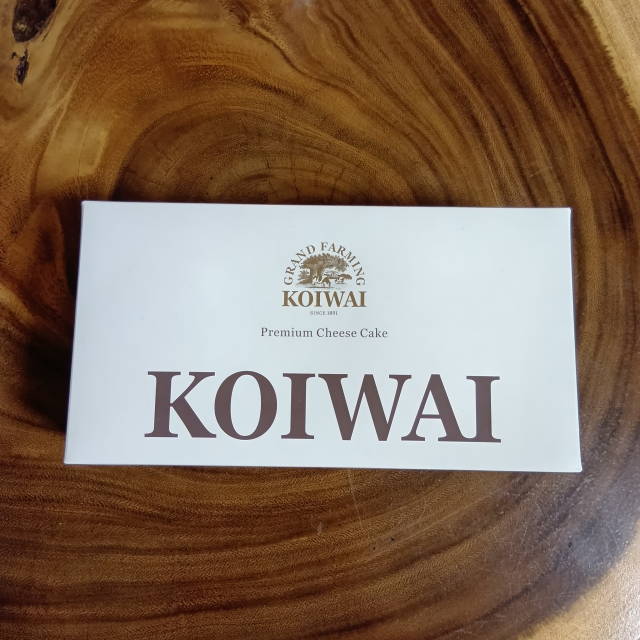 GRAND FARMING
KOIWAI
SINCE 1891
Premium Cheese Cake
KOIWAI